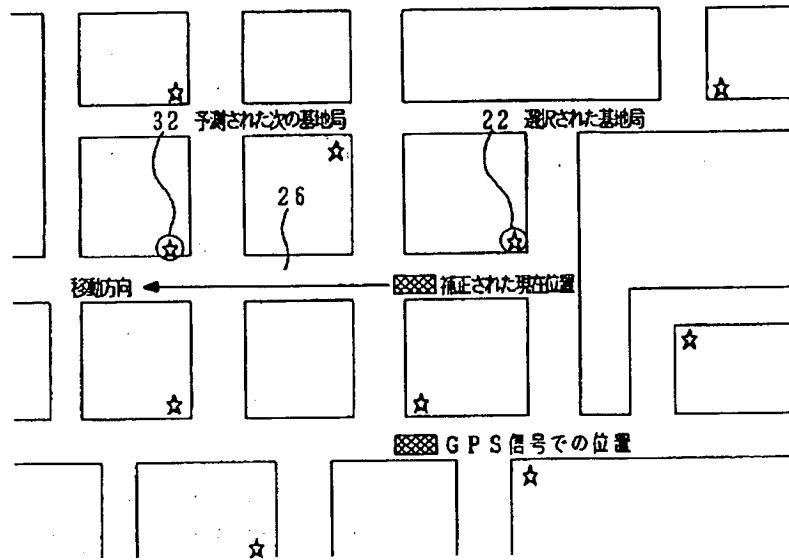 32 予測された次の基地局
22 選択された基地局
26
移動方向
補正された現在位置
GPS信号での位置